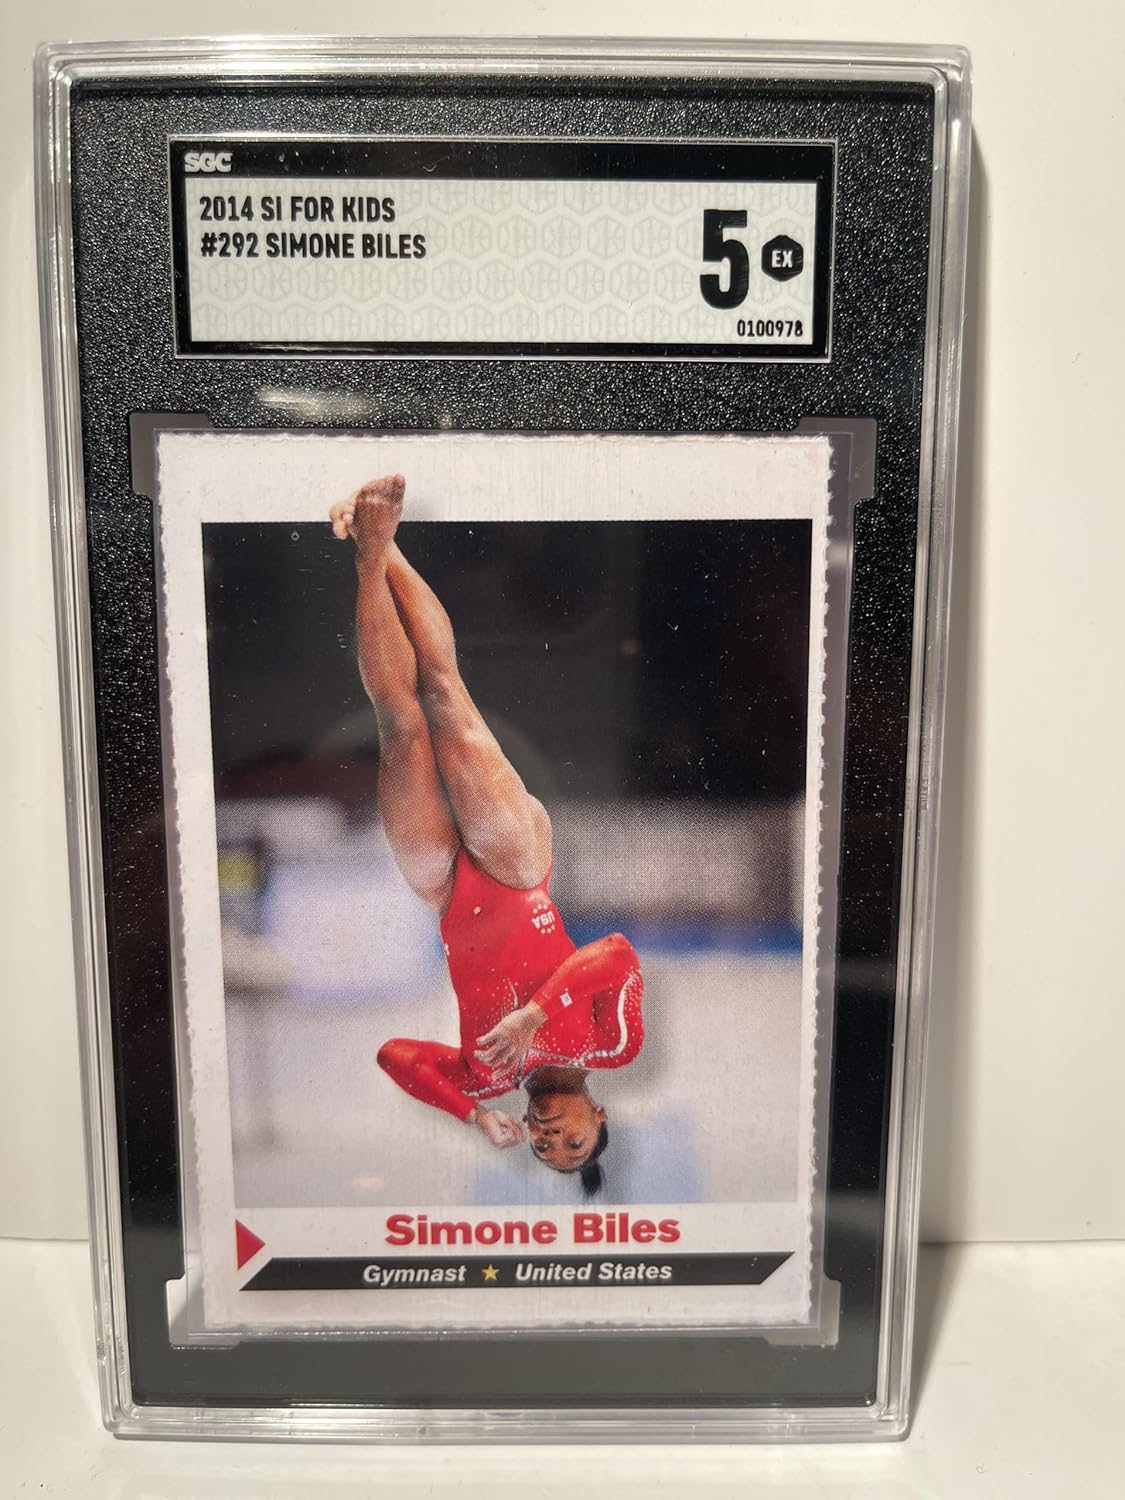 SGC
2014 SI FOR KIDS
#292 SIMONE BILES
5 EX
0100978
USA
Simone Biles
Gymnast ★ United States